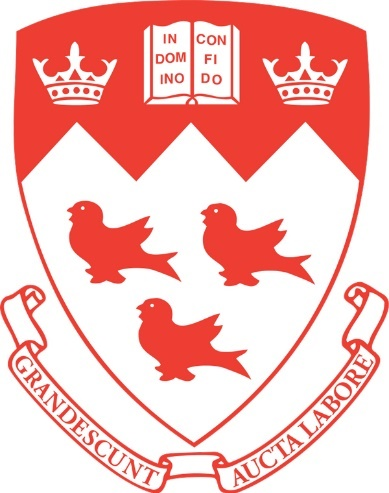 IN
DOM
INO
CON
FI
DO
GRANDESCUNT AUCTA LABORE